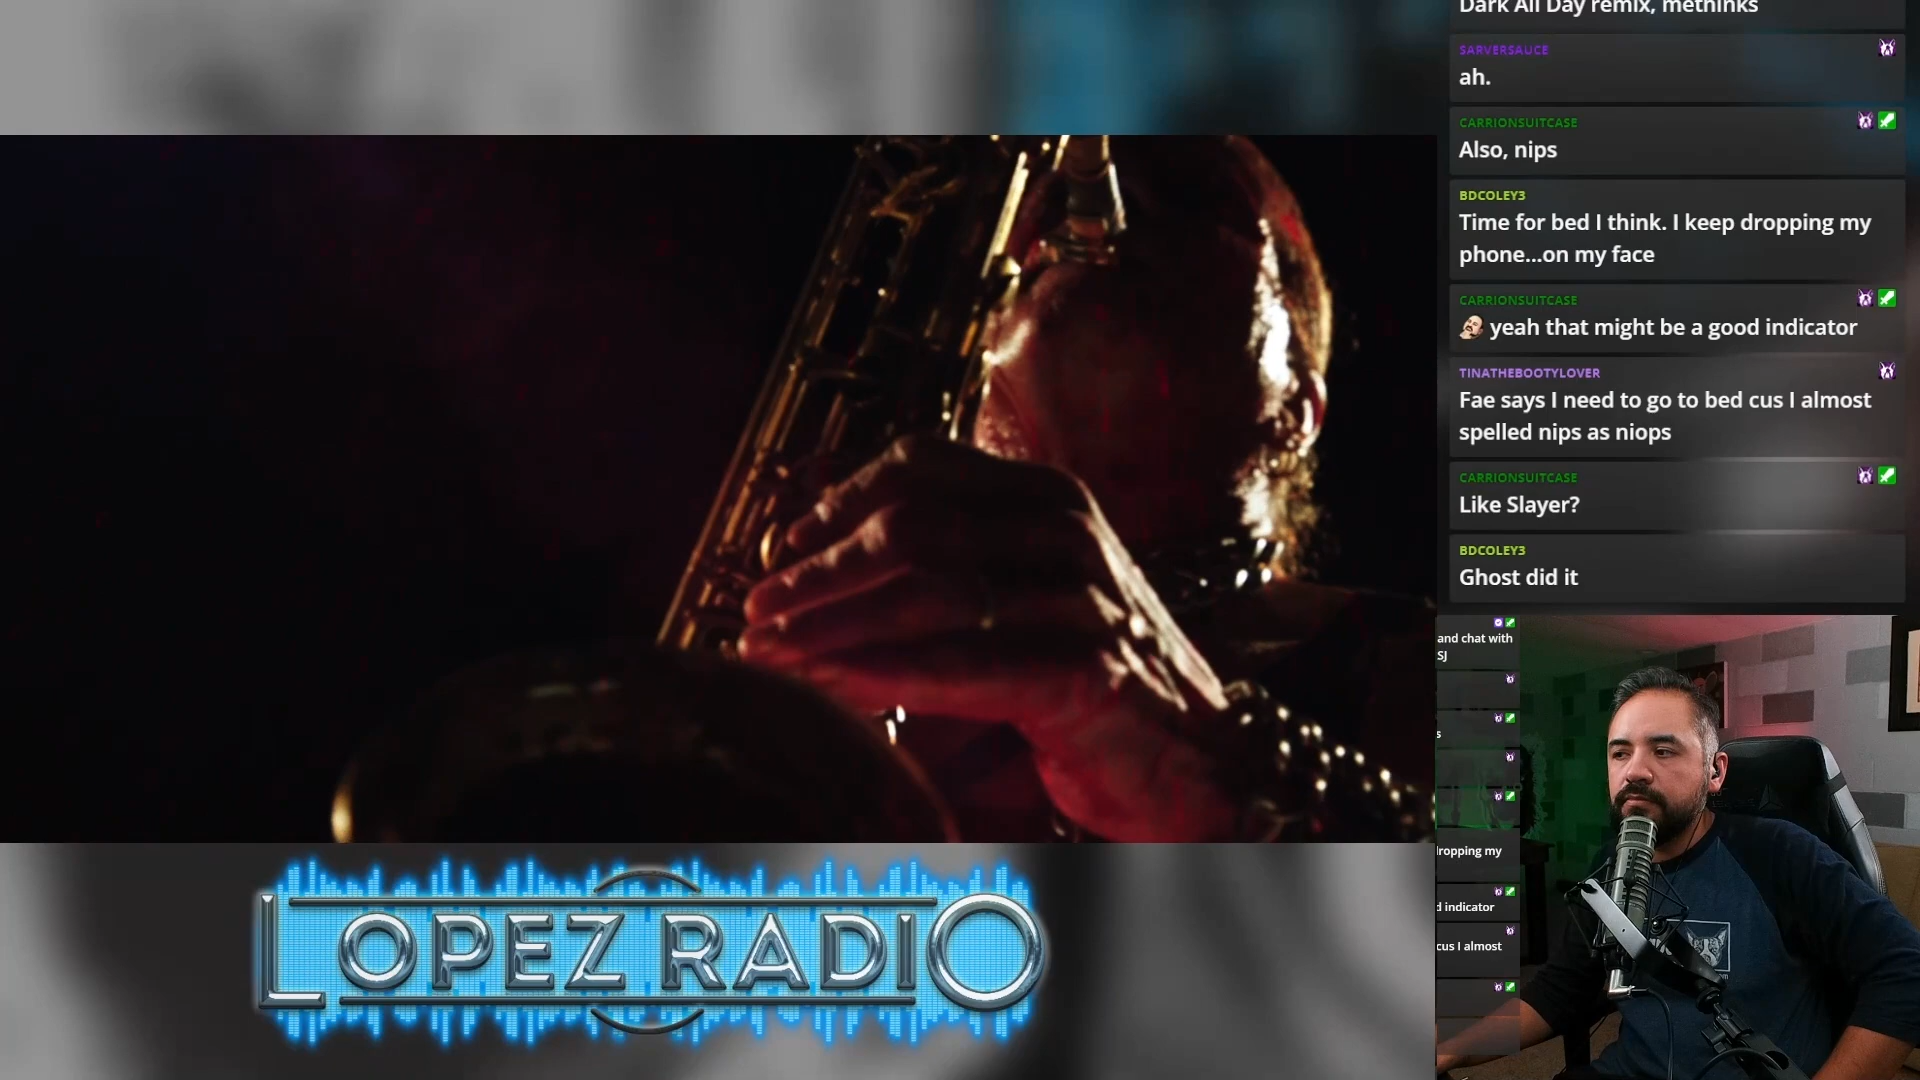 Dark All Day remix, methinks
SARVERSAUCE
ah.
CARRIONSUITCASE
Also, nips
BDCOLEY3
Time for bed I think. I keep dropping my
phone...on my face
CARRIONSUITCASE
yeah that might be a good indicator
TINATHEBOOTYLOVER
Fae says I need to go to bed cus I almost
spelled nips as niops
CARRIONSUITCASE
Like Slayer?
BDCOLEY3
Ghost did it
and chat with
SJ
s
dropping my
d indicator
cus I almost
LOPEZ RADIO